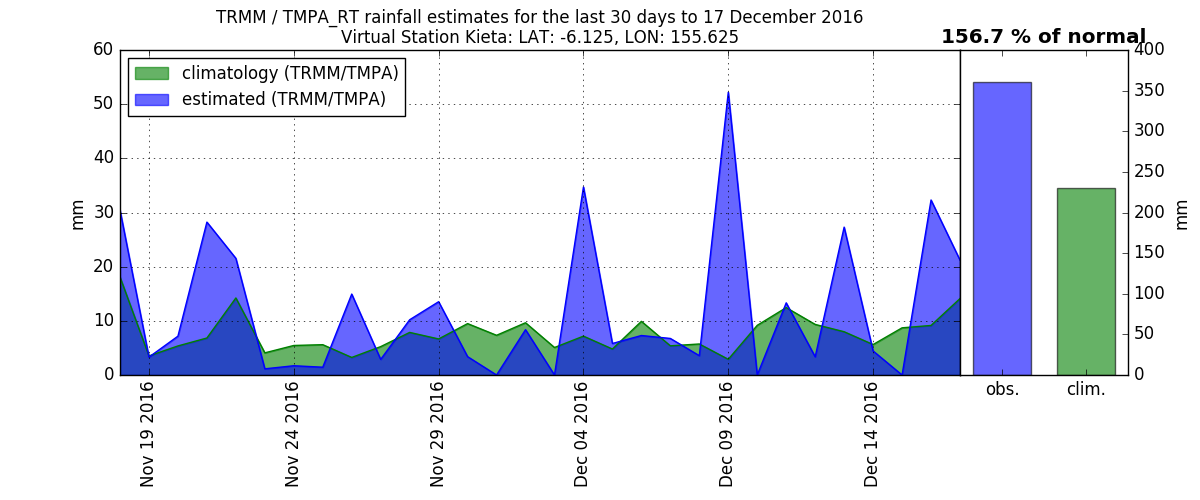 TRMM / TMPA_RT rainfall estimates for the last 30 days to 17 December 2016
Virtual Station Kieta: LAT: -6.125, LON: 155.625
156.7 % of normal
climatology (TRMM/TMPA)
estimated (TRMM/TMPA)
60
50
40
30
20
10
0
mm
Nov 19 2016
Nov 24 2016
Nov 29 2016
Dec 04 2016
Dec 09 2016
Dec 14 2016
400
350
300
250
200
150
100
50
0
mm
obs.
clim.